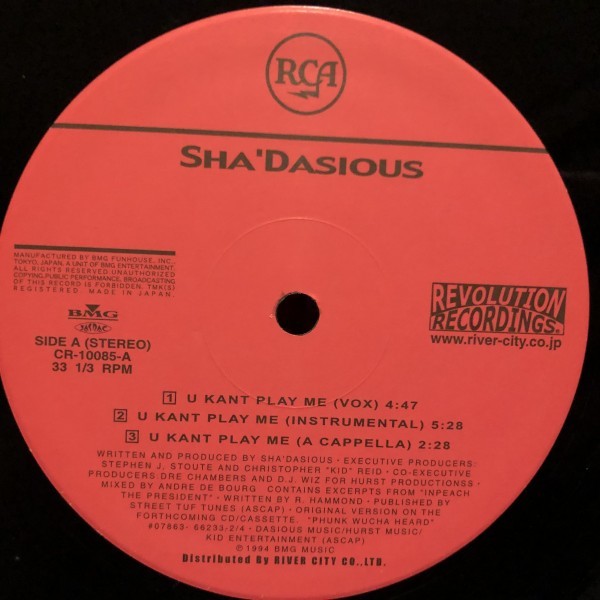 RCA
SHA'DASIOUS
MANUFACTURED BY BMG FUNHOUSE, INC.,
TOKYO, JAPAN, A UNIT OF BMG ENTERTAINMENT.
ALL RIGHTS RESERVED. UNAUTHORIZED
COPYING, PUBLIC PERFORMANCE, BROADCASTING
OF THIS RECORD IS FORBIDDEN. TMK(S)
REGISTERED. MADE IN JAPAN.
BMG
JASRAC
SIDE A (STEREO)
CR-10085-A
33 1/3 RPM
REVOLUTION
RECORDINGS.
www.river-city.co.jp
1 U KANT PLAY ME (VOX) 4:47
2 U KANT PLAY ME (INSTRUMENTAL) 5:28
3 U KANT PLAY ME (A CAPPELLA) 2:28
WRITTEN AND PRODUCED BY SHA'DASIOUS • EXECUTIVE PRODUCERS:
STEPHEN J. STOUTE AND CHRISTOPHER "KID" REID • CO-EXECUTIVE
PRODUCERS: DRE CHAMBERS AND D.J. WIZ FOR HURST PRODUCTIONSS •
MIXED BY ANDRE DE BOURG CONTAINS EXCERPTS FROM "INPEACH
THE PRESIDENT" • WRITTEN BY R. HAMMOND • PUBLISHED BY
STREET TUF TUNES (ASCAP) • ORIGINAL VERSION ON THE
FORTHCOMING CD/CASSETTE. "PHUNK WUCHA HEARD"
#07863- 66233-2/4 • DASIOUS MUSIC/HURST MUSIC/
KID ENTERTAINMENT (ASCAP)
© 1994 BMG MUSIC
Distributed By RIVER CITY CO.,LTD.